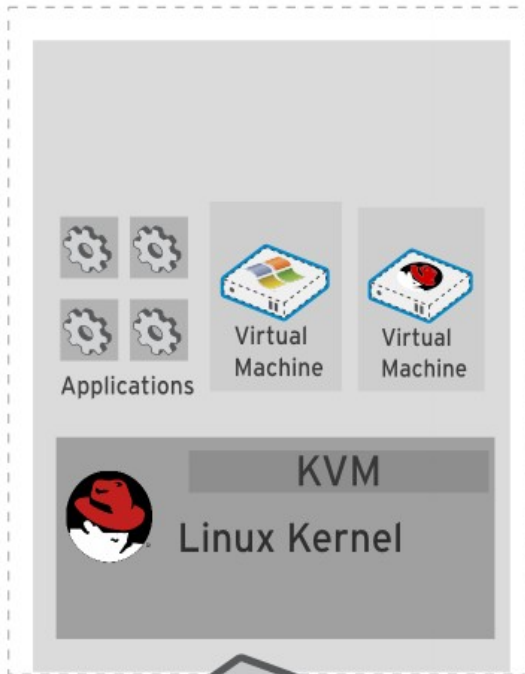 Virtual
Machine
Virtual
Machine
Applications
KVM
Linux Kernel